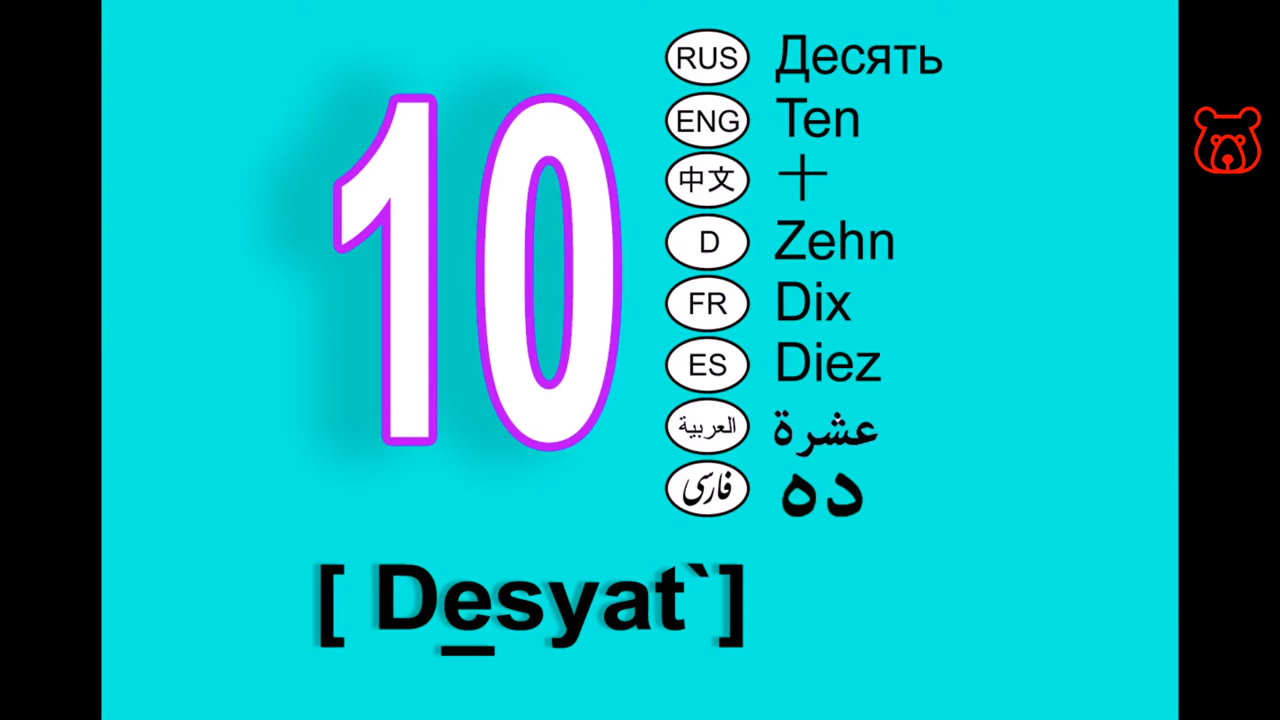 10
RUS Десять
ENG Ten
中文 十
D Zehn
FR Dix
ES Diez
العربية عشرة
فارسی ده
[ Desyat`]